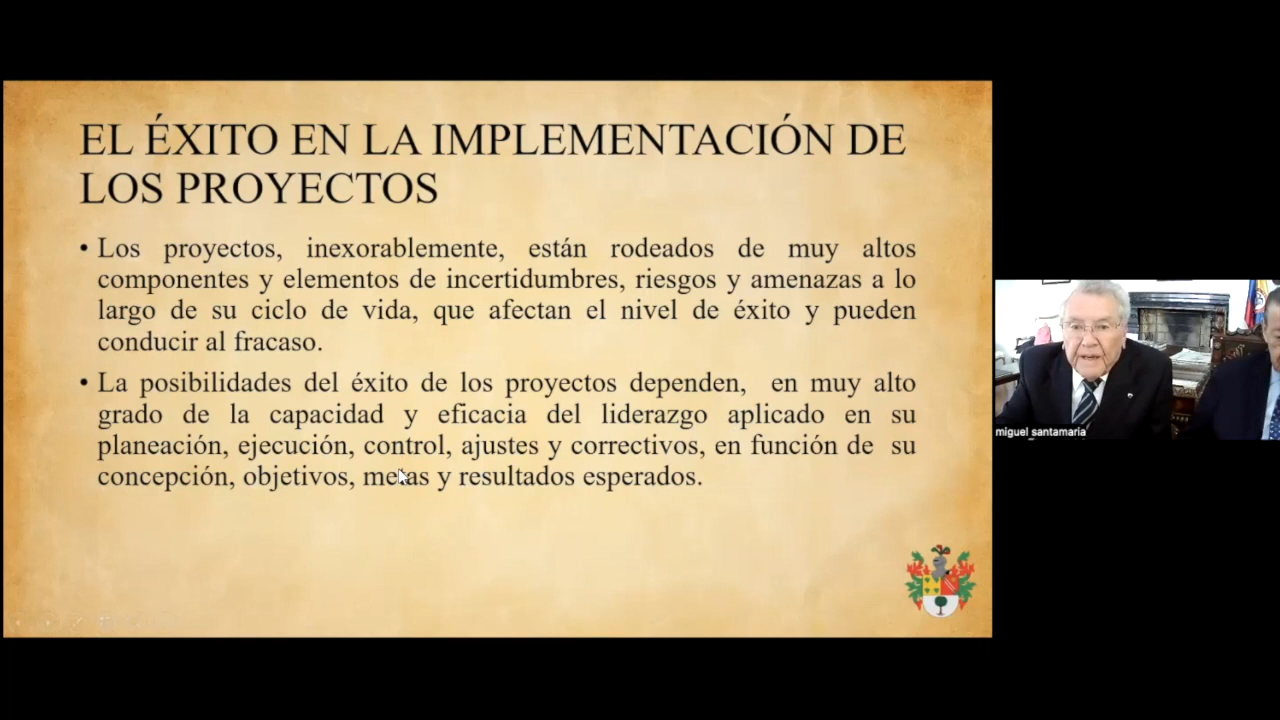 EL ÉXITO EN LA IMPLEMENTACIÓN DE
LOS PROYECTOS
• Los proyectos, inexorablemente, están rodeados de muy altos
componentes y elementos de incertidumbres, riesgos y amenazas a lo
largo de su ciclo de vida, que afectan el nivel de éxito y pueden
conducir al fracaso.
• La posibilidades del éxito de los proyectos dependen, en muy alto
grado de la capacidad y eficacia del liderazgo aplicado en su
planeación, ejecución, control, ajustes y correctivos, en función de su
concepción, objetivos, metas y resultados esperados.
miguel santamaria